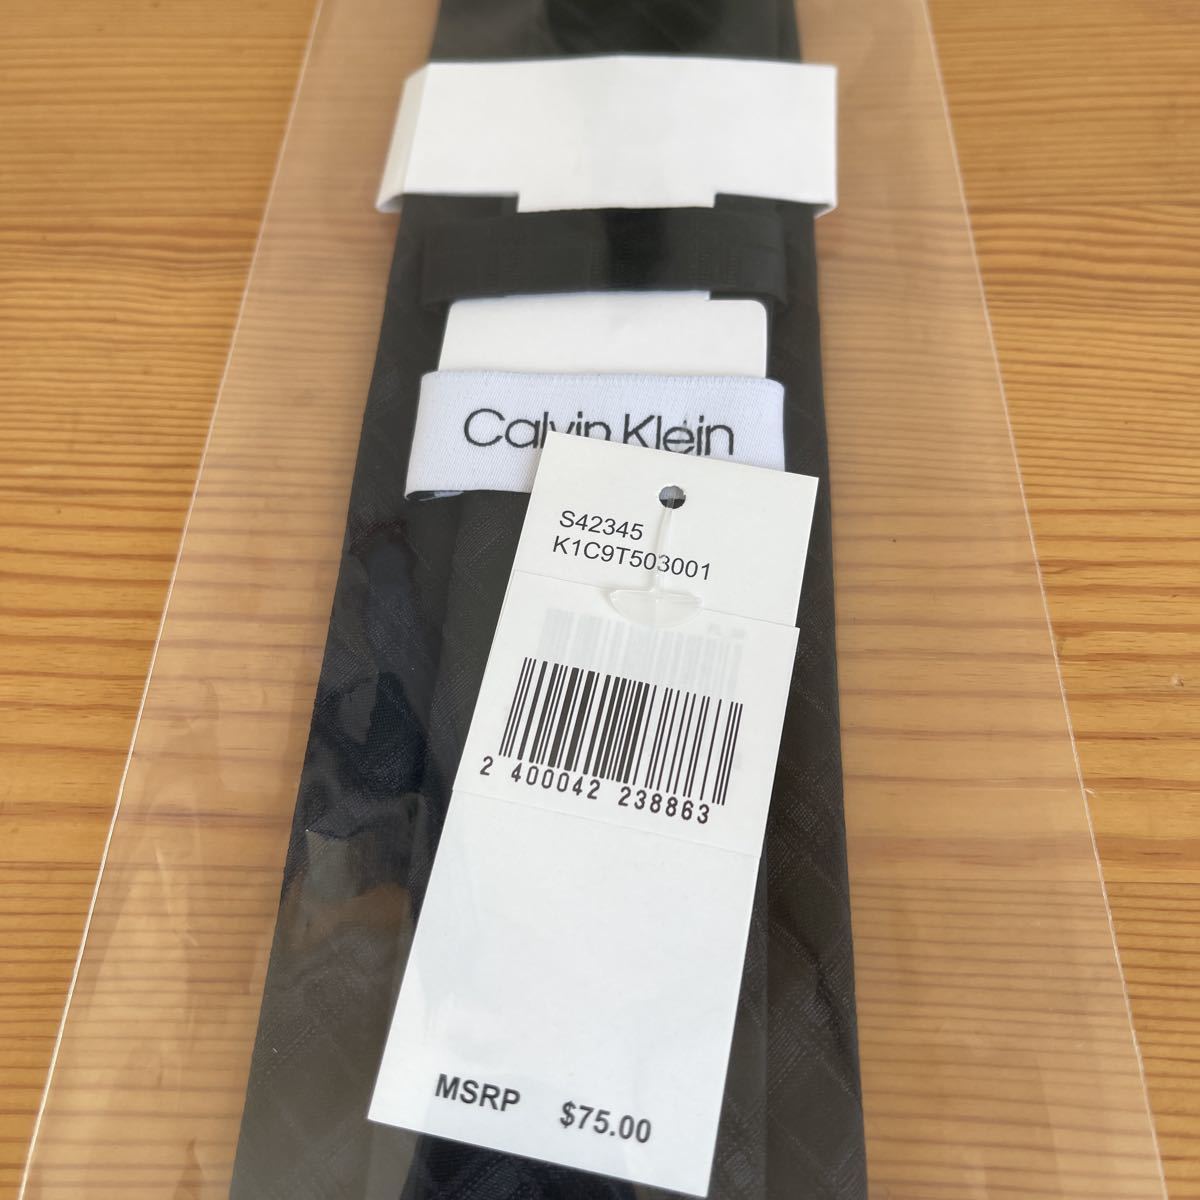 Calvin Klein
S42345
K1C9T503001
2 400042 238863
MSRP $75.00